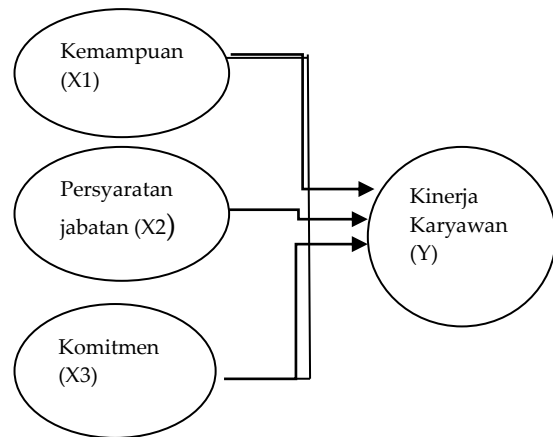 Kemampuan
(X1)
Persyaratan
jabatan (X2)
Komitmen
(X3)
Kinerja
Karyawan
(Y)